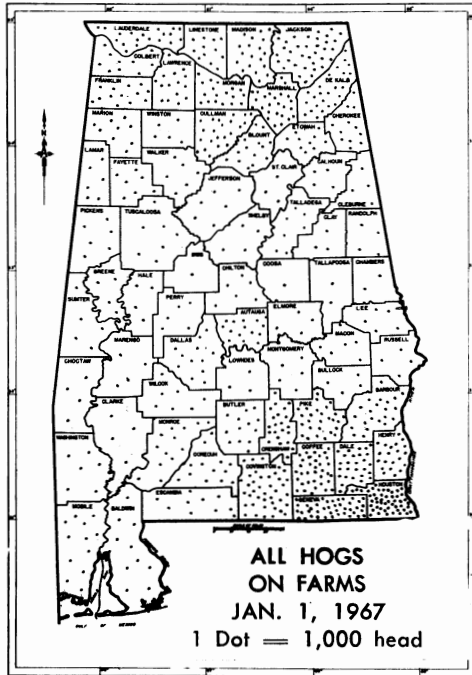 LAUDERDALE
LIMESTONE
MADISON
JACKSON
COLBERT
LAWRENCE
FRANKLIN
MORGAN
MARSHALL
DE KALB
MARION
WINSTON
CULLMAN
BLOUNT
ETOWAH
CHEROKEE
LAMAR
FAYETTE
WALKER
JEFFERSON
ST. CLAIR
CALHOUN
CLEBURNE
PICKENS
TUSCALOOSA
SHELBY
TALLADEGA
CLAY
RANDOLPH
BIBB
GREENE
HALE
CHILTON
COOSA
TALLAPOOSA
CHAMBERS
SUMTER
PERRY
AUTAUGA
ELMORE
LEE
MACON
RUSSELL
CHOCTAW
MARENGO
DALLAS
LOWNDES
MONTGOMERY
BULLOCK
WILCOX
CLARKE
BUTLER
PIKE
BARBOUR
MONROE
CRENSHAW
COFFEE
DALE
HENRY
WASHINGTON
CONECUH
COVINGTON
GENEVA
HOUSTON
ESCAMBIA
MOBILE
BALDWIN
GULF OF MEXICO
ALL HOGS
ON FARMS
JAN. 1, 1967
1 Dot = 1,000 head